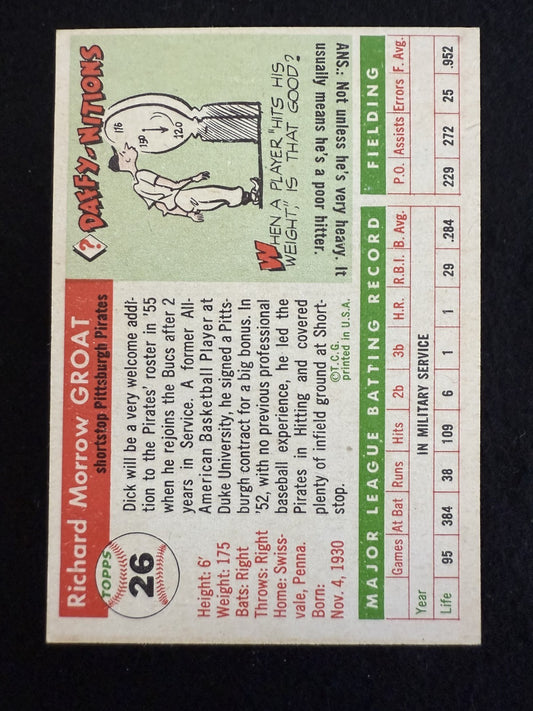 TOPPS
26
Richard Morrow GROAT
shortstop Pittsburgh Pirates
Height: 6'
Weight: 175
Bats: Right
Throws: Right
Home: Swiss-
vale, Penna.
Born:
Nov. 4, 1930
Dick will be a very welcome addi-
tion to the Pirates' roster in '55
when he rejoins the Bucs after 2
years in Service. A former All-
American Basketball Player at
Duke University, he signed a Pitts-
burgh contract for a big bonus. In
'52, with no previous professional
baseball experience, he led the
Pirates in Hitting and covered
plenty of infield ground at Short-
stop.
©T.C.G.
printed in U.S.A.
? DAFFY-NITIONS
176
150
120
WHEN A PLAYER "HITS HIS
WEIGHT," IS THAT GOOD?
ANS.: Not unless he's very heavy. It
usually means he's a poor hitter.
MAJOR LEAGUE BATTING RECORD FIELDING
Games At Bat Runs Hits 2b 3b H.R. R.B.I. B. Avg. P.O. Assists Errors F. Avg.
Year IN MILITARY SERVICE
Life 95 384 38 109 6 1 1 29 .284 229 272 25 .952